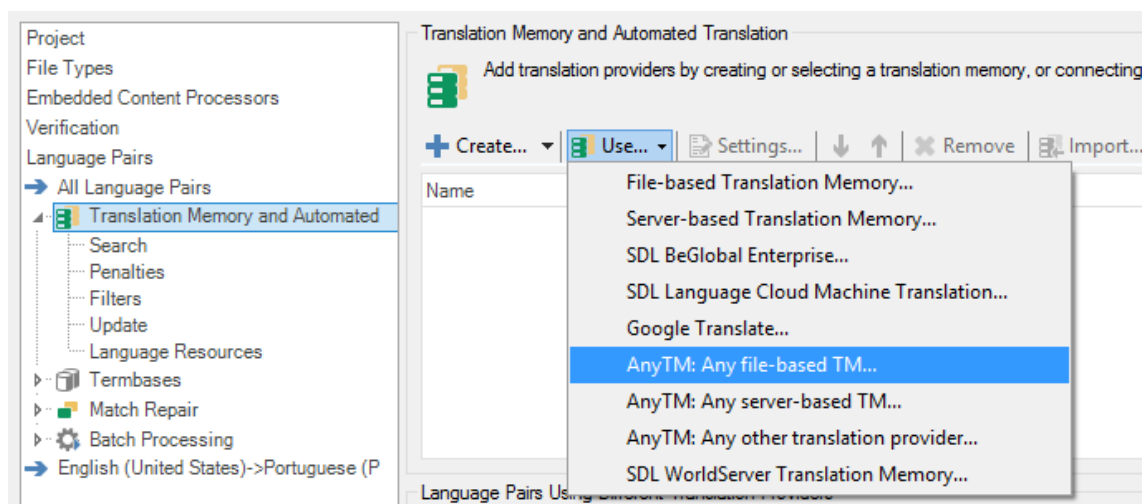 Project
File Types
Embedded Content Processors
Verification
Language Pairs
All Language Pairs
Translation Memory and Automated
Search
Penalties
Filters
Update
Language Resources
Termbases
Match Repair
Batch Processing
English (United States)->Portuguese (P
Translation Memory and Automated Translation
Add translation providers by creating or selecting a translation memory, or connecting
Create... Use... Settings... Remove Import...
Name
File-based Translation Memory...
Server-based Translation Memory...
SDL BeGlobal Enterprise...
SDL Language Cloud Machine Translation...
Google Translate...
AnyTM: Any file-based TM...
AnyTM: Any server-based TM...
AnyTM: Any other translation provider...
SDL WorldServer Translation Memory...
Language Pairs Using Different Translation Providers